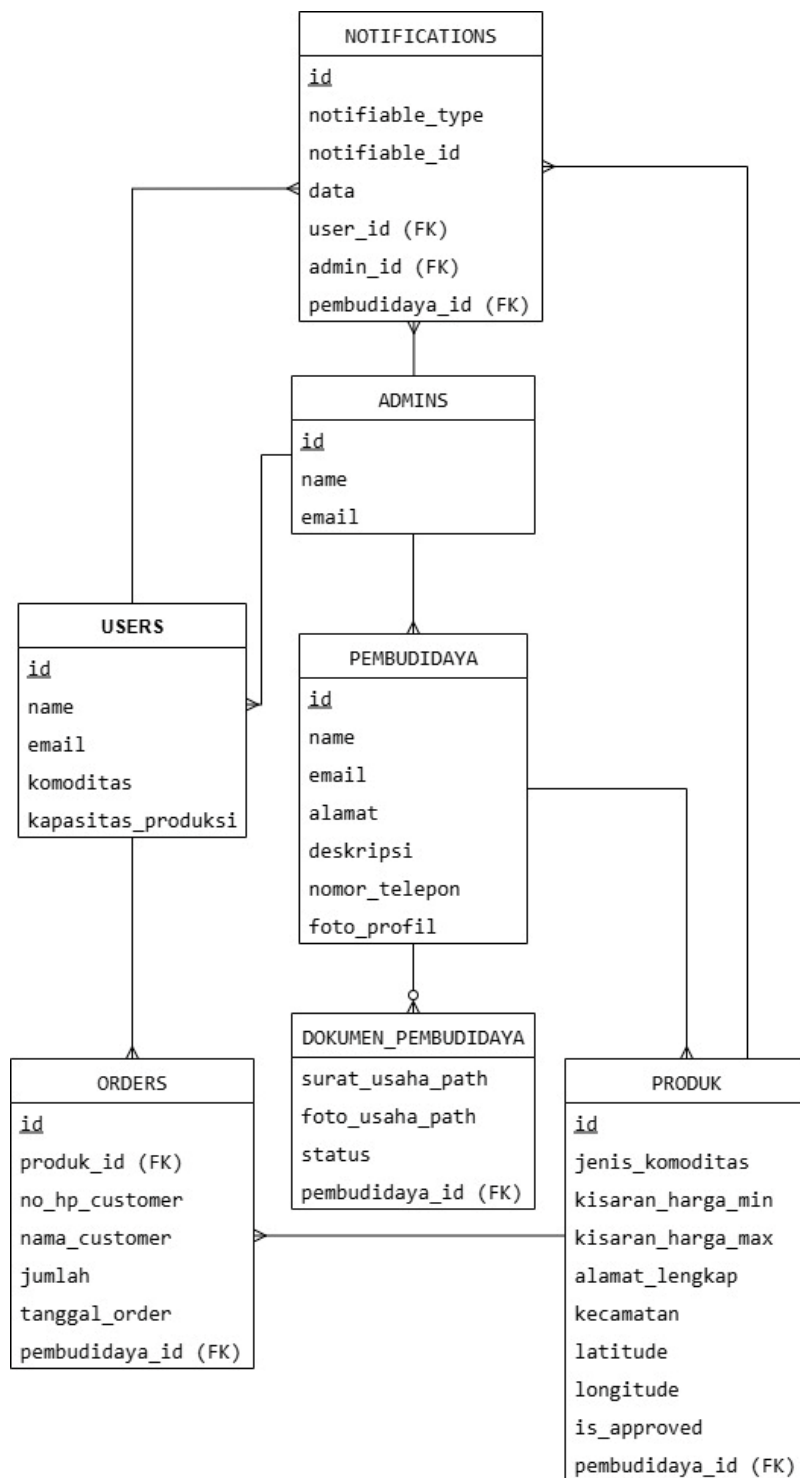 NOTIFICATIONS
id
notifiable_type
notifiable_id
data
user_id (FK)
admin_id (FK)
pembudidaya_id (FK)
ADMINS
id
name
email
USERS
id
name
email
komoditas
kapasitas_produksi
PEMBUDIDAYA
id
name
email
alamat
deskripsi
nomor_telepon
foto_profil
DOKUMEN_PEMBUDIDAYA
surat_usaha_path
foto_usaha_path
status
pembudidaya_id (FK)
ORDERS
id
produk_id (FK)
no_hp_customer
nama_customer
jumlah
tanggal_order
pembudidaya_id (FK)
PRODUK
id
jenis_komoditas
kisaran_harga_min
kisaran_harga_max
alamat_lengkap
kecamatan
latitude
longitude
is_approved
pembudidaya_id (FK)